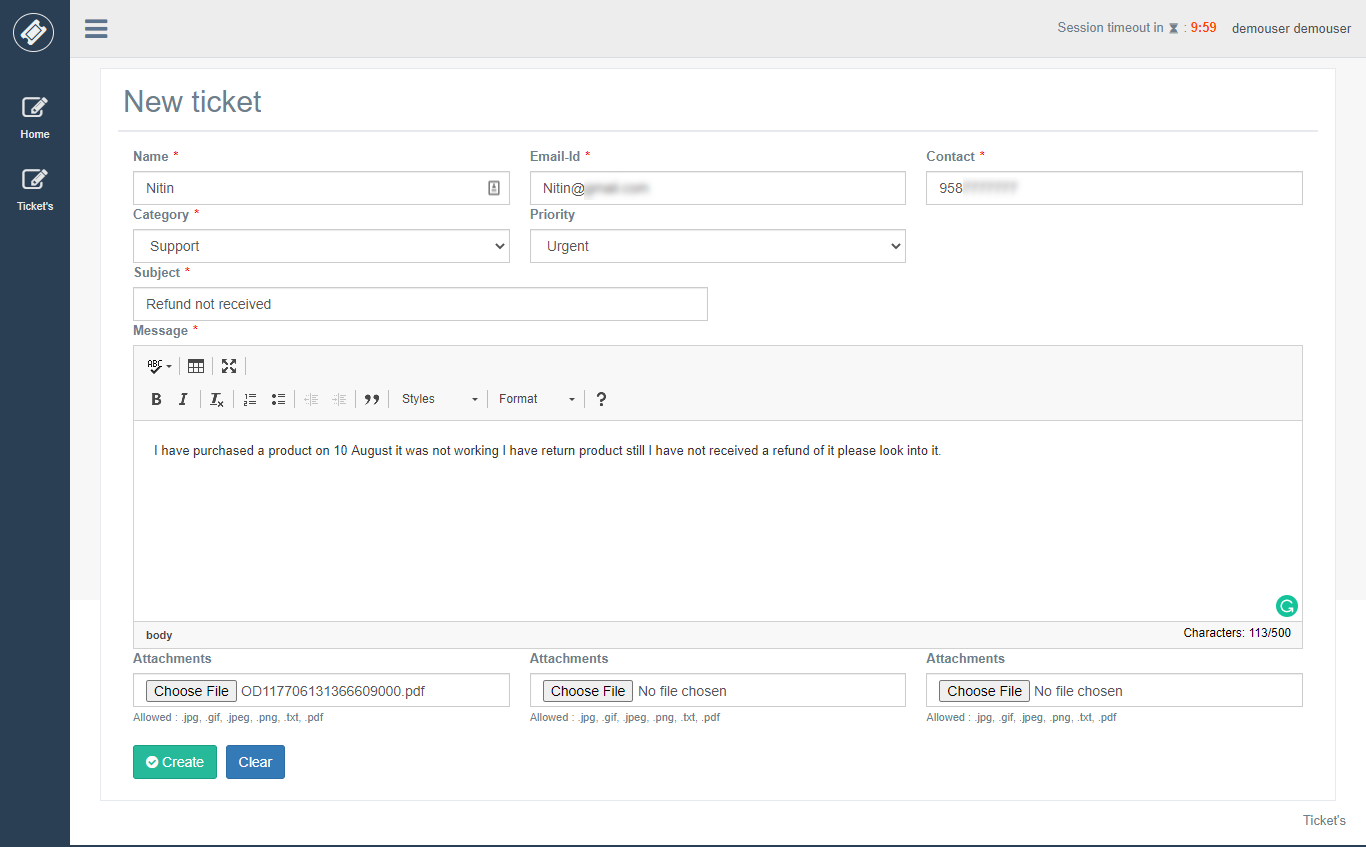 Session timeout in : 9:59 demouser demouser
Home
Ticket's
New ticket
Name * Email-Id * Contact *
Nitin Nitin@ 958
Category * Priority
Support Urgent
Subject *
Refund not received
Message *
ABC
B I Tx Styles Format ?
I have purchased a product on 10 August it was not working I have return product still I have not received a refund of it please look into it.
body Characters: 113/500
Attachments Attachments Attachments
Choose File OD117706131366609000.pdf Choose File No file chosen Choose File No file chosen
Allowed : .jpg, .gif, .jpeg, .png, .txt, .pdf Allowed : .jpg, .gif, .jpeg, .png, .txt, .pdf Allowed : .jpg, .gif, .jpeg, .png, .txt, .pdf
Create Clear
Ticket's